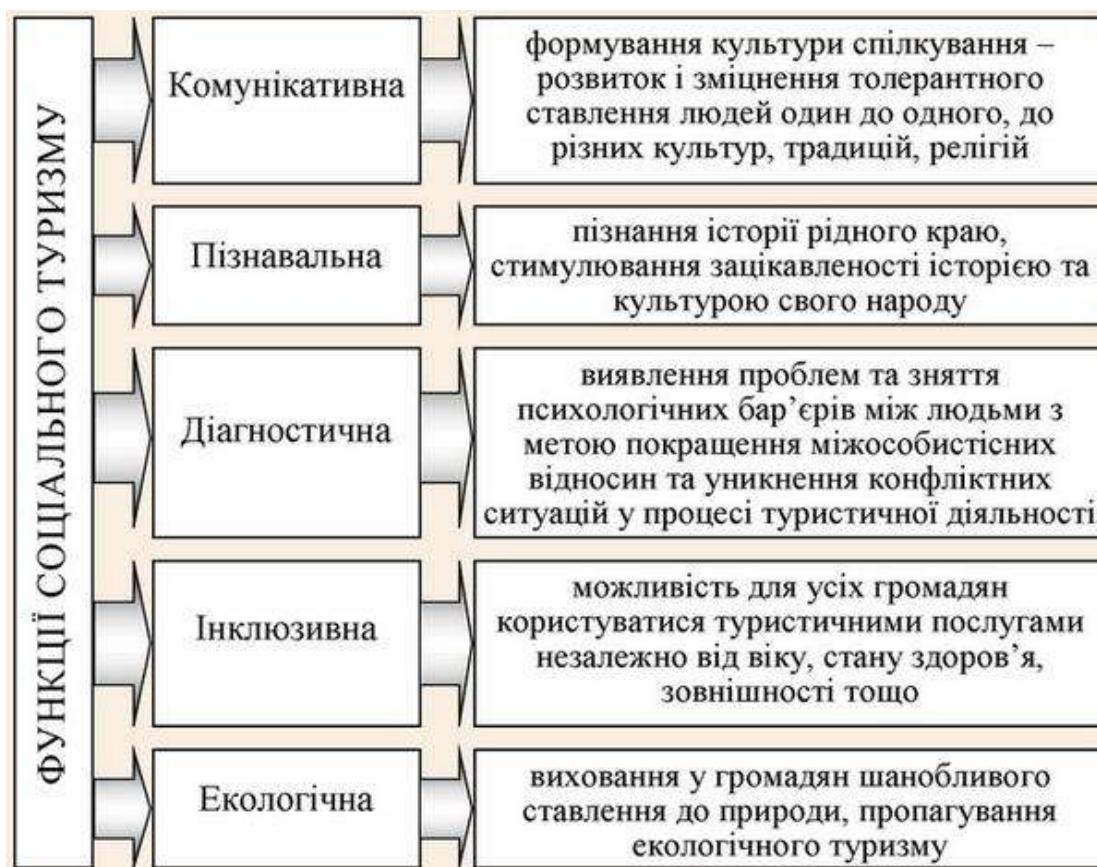 ФУНКЦІЇ СОЦІАЛЬНОГО ТУРИЗМУ
Комунікативна
формування культури спілкування –
розвиток і зміцнення толерантного
ставлення людей один до одного, до
різних культур, традицій, релігій
Пізнавальна
пізнання історії рідного краю,
стимулювання зацікавленості історією та
культурою свого народу
Діагностична
виявлення проблем та зняття
психологічних бар’єрів між людьми з
метою покращення міжособистісних
відносин та уникнення конфліктних
ситуацій у процесі туристичної діяльності
Інклюзивна
можливість для усіх громадян
користуватися туристичними послугами
незалежно від віку, стану здоров’я,
зовнішності тощо
Екологічна
виховання у громадян шанобливого
ставлення до природи, пропагування
екологічного туризму